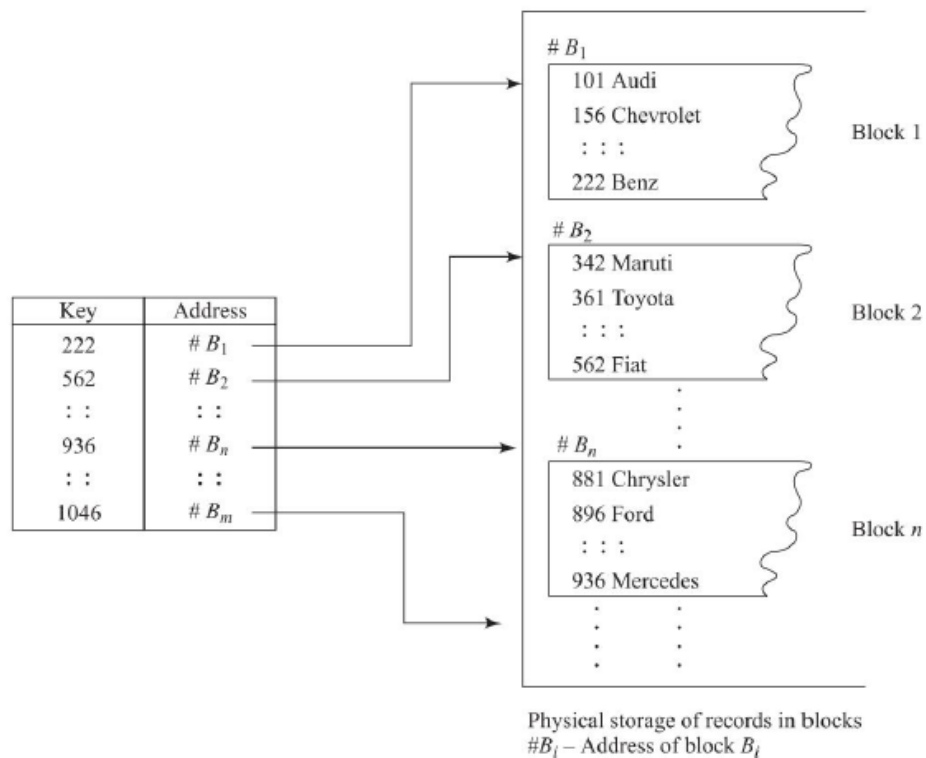 # B1
101 Audi
156 Chevrolet
: : :
222 Benz
Block 1
# B2
342 Maruti
361 Toyota
: : :
562 Fiat
Block 2
Key Address
222 # B1
562 # B2
: : : :
936 # Bn
: : : :
1046 # Bm
# Bn
881 Chrysler
896 Ford
: : :
936 Mercedes
Block n
Physical storage of records in blocks
#Bi – Address of block Bi